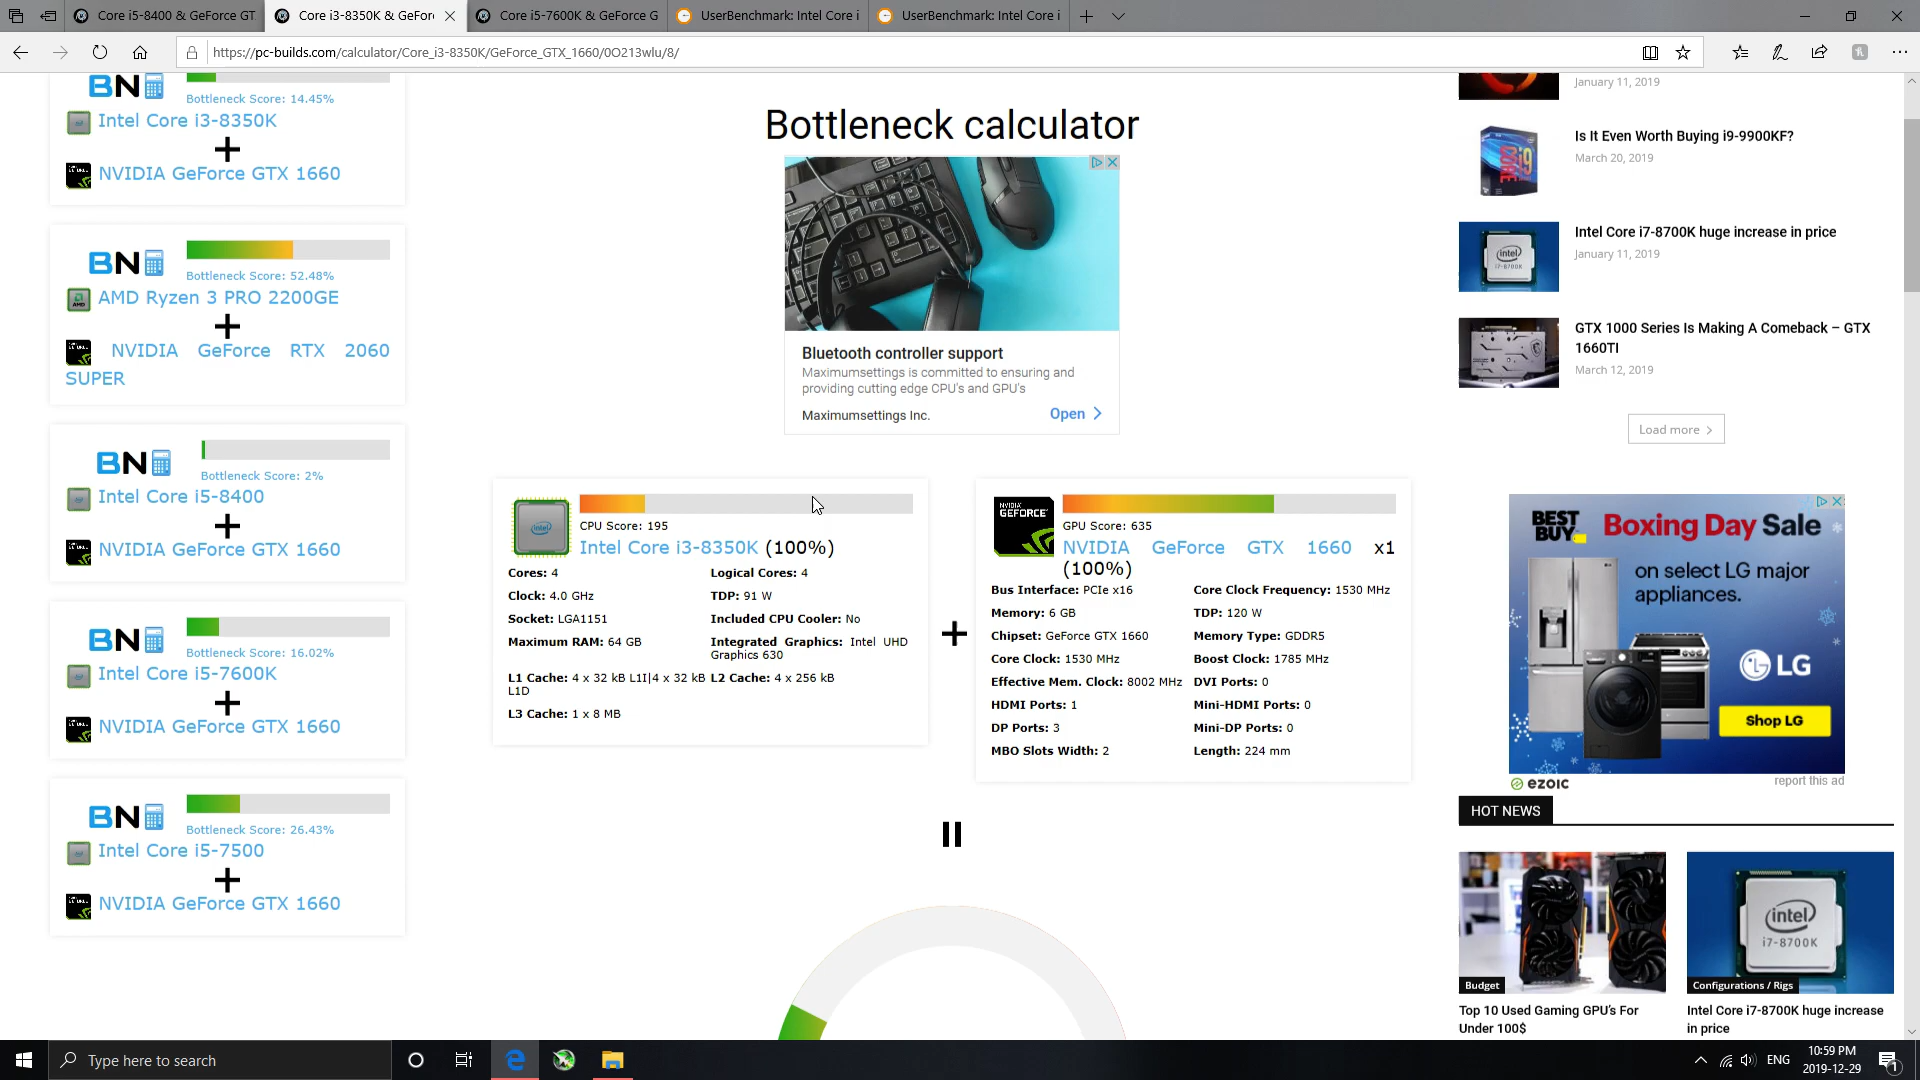 Core i5-8400 & GeForce GT
Core i3-8350K & GeFor
Core i5-7600K & GeForce G
UserBenchmark: Intel Core i
UserBenchmark: Intel Core i
https://pc-builds.com/calculator/Core_i3-8350K/GeForce_GTX_1660/0O213wlu/8/
BN
Bottleneck Score: 14.45%
Intel Core i3-8350K
+
NVIDIA GeForce GTX 1660
BN
Bottleneck Score: 52.48%
AMD Ryzen 3 PRO 2200GE
+
NVIDIA GeForce RTX 2060
SUPER
BN
Bottleneck Score: 2%
Intel Core i5-8400
+
NVIDIA GeForce GTX 1660
BN
Bottleneck Score: 16.02%
Intel Core i5-7600K
+
NVIDIA GeForce GTX 1660
BN
Bottleneck Score: 26.43%
Intel Core i5-7500
+
NVIDIA GeForce GTX 1660
Bottleneck calculator
Bluetooth controller support
Maximumsettings is committed to ensuring and
providing cutting edge CPU's and GPU's
Maximumsettings Inc.
Open
intel
CPU Score: 195
Intel Core i3-8350K (100%)
Cores: 4
Logical Cores: 4
Clock: 4.0 GHz
TDP: 91 W
Socket: LGA1151
Included CPU Cooler: No
Maximum RAM: 64 GB
Integrated Graphics: Intel UHD
Graphics 630
L1 Cache: 4 x 32 kB L1I|4 x 32 kB
L1D
L2 Cache: 4 x 256 kB
L3 Cache: 1 x 8 MB
+
NVIDIA
GEFORCE
GPU Score: 635
NVIDIA GeForce GTX 1660 x1
(100%)
Bus Interface: PCIe x16
Core Clock Frequency: 1530 MHz
Memory: 6 GB
TDP: 120 W
Chipset: GeForce GTX 1660
Memory Type: GDDR5
Core Clock: 1530 MHz
Boost Clock: 1785 MHz
Effective Mem. Clock: 8002 MHz
DVI Ports: 0
HDMI Ports: 1
Mini-HDMI Ports: 0
DP Ports: 3
Mini-DP Ports: 0
MBO Slots Width: 2
Length: 224 mm
January 11, 2019
i9
Is It Even Worth Buying i9-9900KF?
March 20, 2019
intel
i7-8700K
Intel Core i7-8700K huge increase in price
January 11, 2019
GTX 1000 Series Is Making A Comeback – GTX
1660TI
March 12, 2019
Load more
BEST
BUY
Boxing Day Sale
on select LG major
appliances.
LG
Shop LG
ezoic
report this ad
HOT NEWS
Budget
Top 10 Used Gaming GPU's For
Under 100$
intel
i7-8700K
Configurations / Rigs
Intel Core i7-8700K huge increase
in price
Type here to search
ENG
10:59 PM
2019-12-29
1